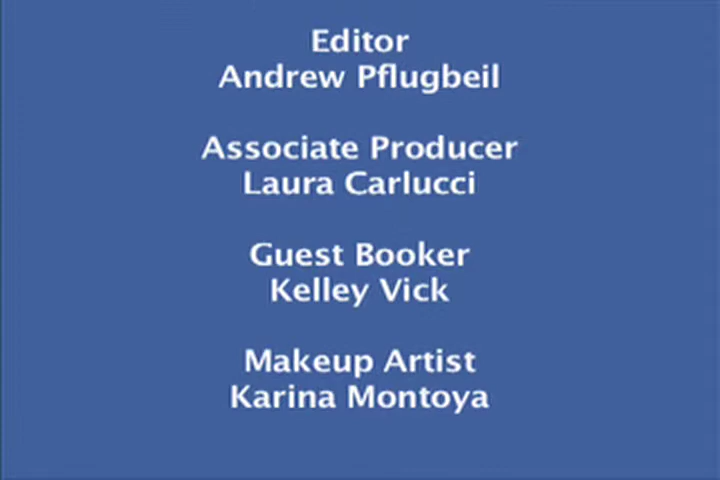 Editor
Andrew Pflugbeil
Associate Producer
Laura Carlucci
Guest Booker
Kelley Vick
Makeup Artist
Karina Montoya